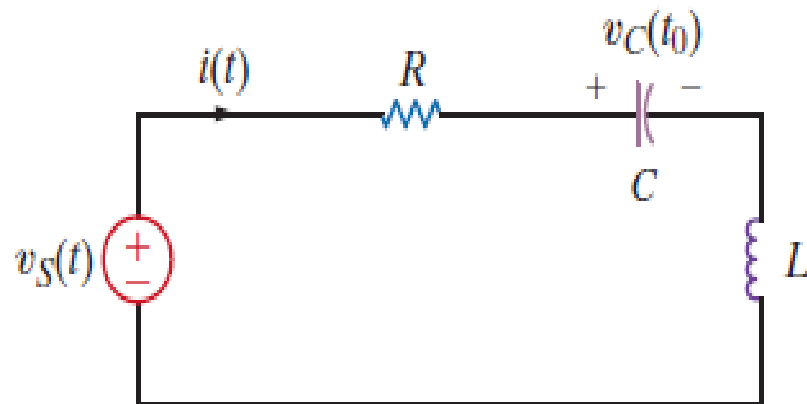 v_C(t_0)
i(t)
R
+ −
C
v_S(t)
+
−
L